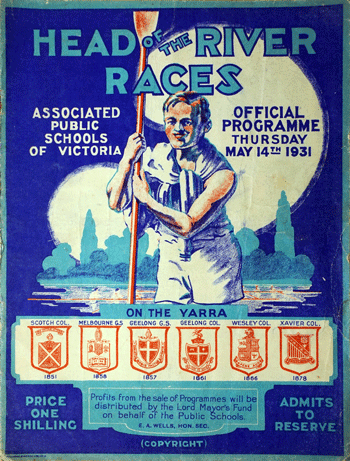 HEAD OF THE RIVER
RACES
ASSOCIATED
PUBLIC
SCHOOLS
OF VICTORIA
OFFICIAL
PROGRAMME
THURSDAY
MAY 14TH 1931
ON THE YARRA
SCOTCH COL. MELBOURNE G.S. GEELONG G.S. GEELONG COL. WESLEY COL. XAVIER COL.
1851 1858 1857 1861 1866 1878
PRICE
ONE
SHILLING
Profits from the sale of Programmes will be
distributed by the Lord Mayor's Fund
on behalf of the Public Schools.
E. A. WELLS, HON. SEC.
ADMITS
TO
RESERVE
(COPYRIGHT)